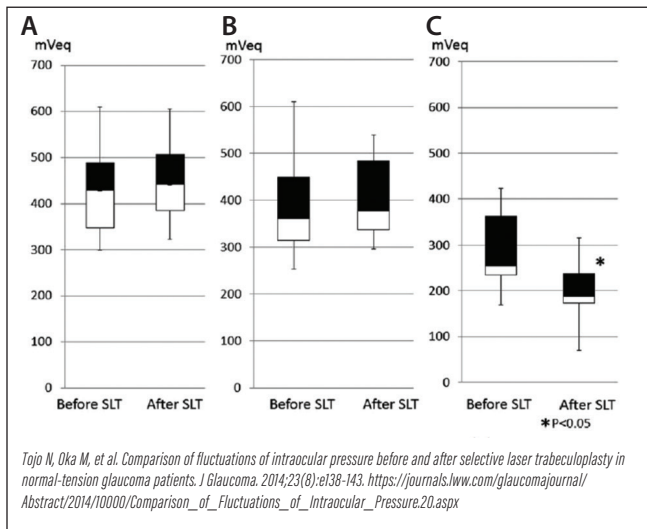 A
mVeq
700
600
500
400
300
200
100
0
Before SLT After SLT
B
mVeq
700
600
500
400
300
200
100
0
Before SLT After SLT
C
mVeq
700
600
500
400
300
200
100
0
*
Before SLT After SLT
*P<0.05
Tojo N, Oka M, et al. Comparison of fluctuations of intraocular pressure before and after selective laser trabeculoplasty in
normal-tension glaucoma patients. J Glaucoma. 2014;23(8):e138-143. https://journals.lww.com/glaucomajournal/
Abstract/2014/10000/Comparison_of_Fluctuations_of_Intraocular_Pressure.20.aspx